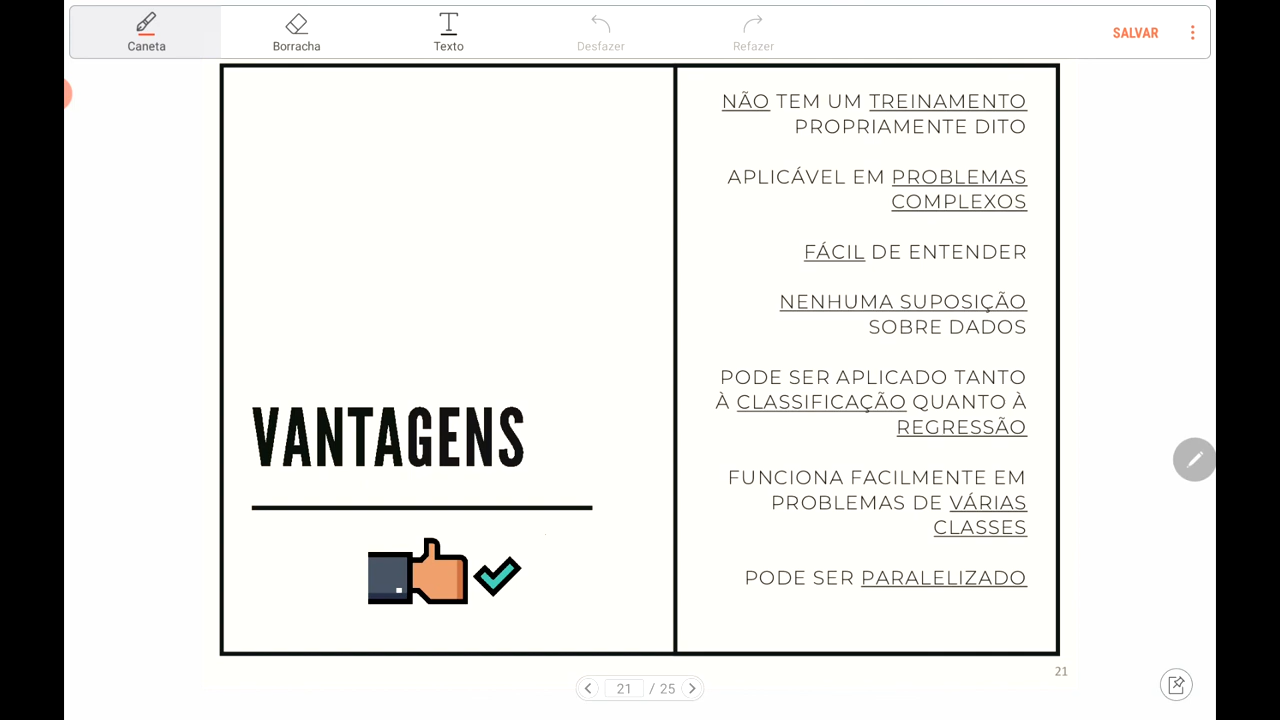 Caneta
Borracha
Texto
Desfazer
Refazer
SALVAR
VANTAGENS
NÃO TEM UM TREINAMENTO
PROPRIAMENTE DITO
APLICÁVEL EM PROBLEMAS
COMPLEXOS
FÁCIL DE ENTENDER
NENHUMA SUPOSIÇÃO
SOBRE DADOS
PODE SER APLICADO TANTO
À CLASSIFICAÇÃO QUANTO À
REGRESSÃO
FUNCIONA FACILMENTE EM
PROBLEMAS DE VÁRIAS
CLASSES
PODE SER PARALELIZADO
21
21 / 25